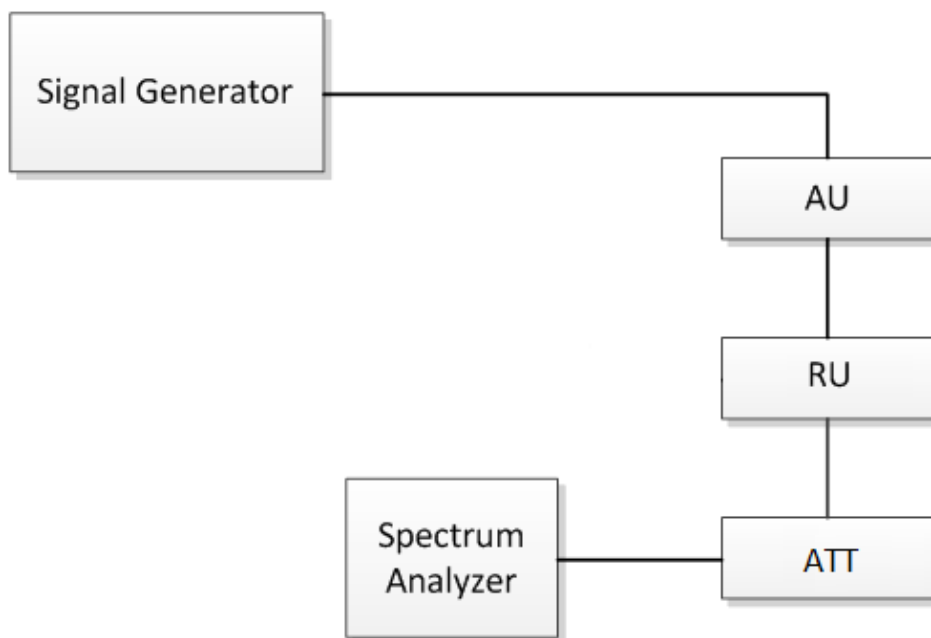 Signal Generator
AU
RU
Spectrum
Analyzer
ATT